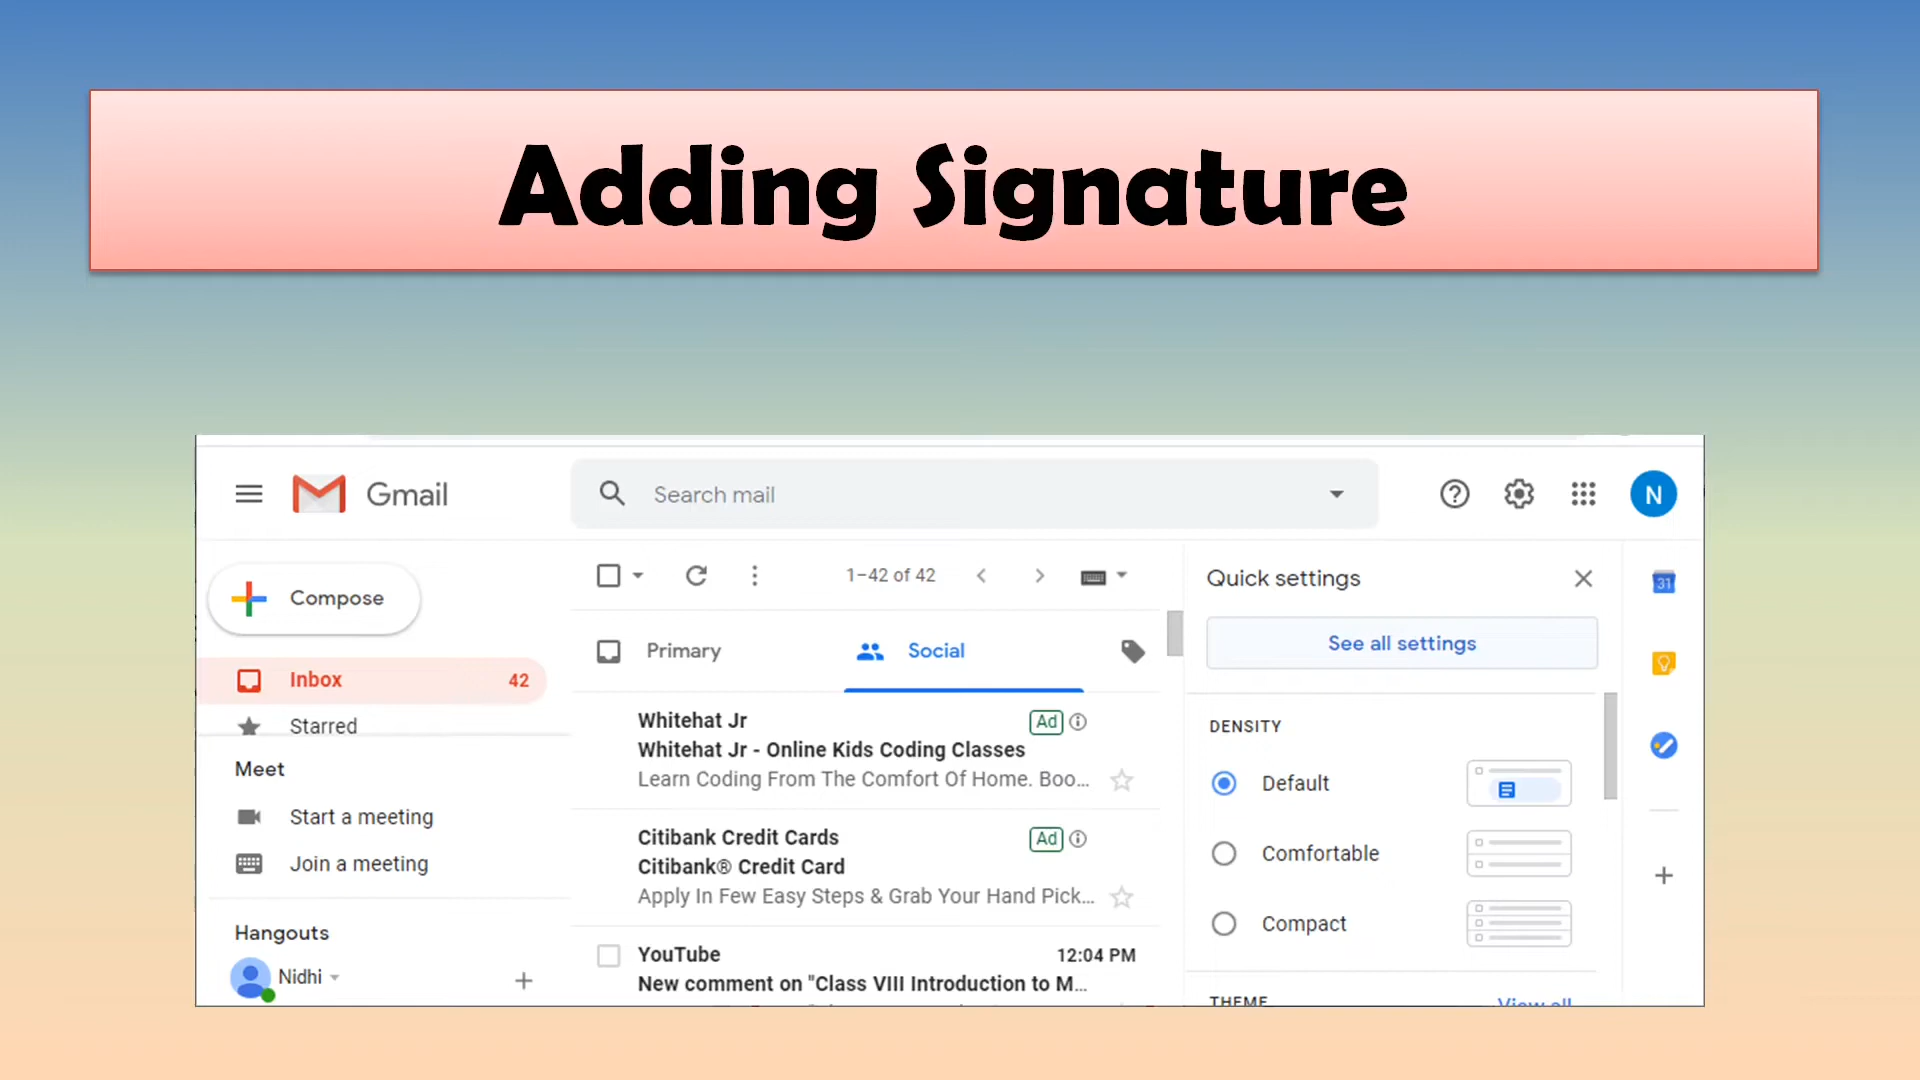 Adding Signature
Gmail
Search mail
N
Compose
1–42 of 42
Quick settings
31
See all settings
Primary
Social
Inbox 42
Starred
Whitehat Jr Ad
Whitehat Jr - Online Kids Coding Classes
Learn Coding From The Comfort Of Home. Boo...
DENSITY
Default
Comfortable
Compact
Meet
Start a meeting
Join a meeting
Citibank Credit Cards Ad
Citibank® Credit Card
Apply In Few Easy Steps & Grab Your Hand Pick...
Hangouts
Nidhi
YouTube 12:04 PM
New comment on "Class VIII Introduction to M...
THEME
View all